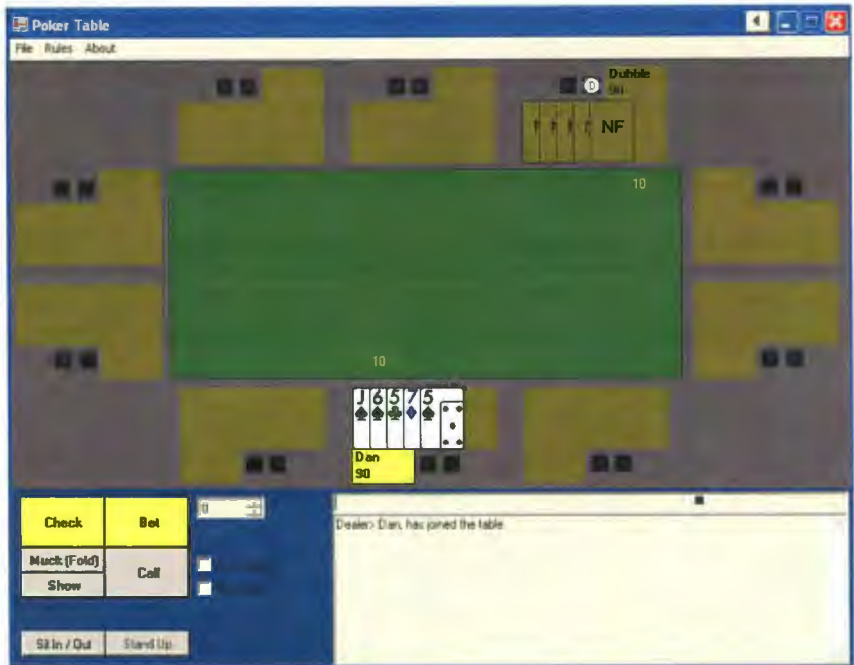 Poker Table
File Rules About
D
Dubble
90
NF
10
10
J 6 5 7 5
Dan
90
Check
Bet
0
Muck (Fold)
Call
Show
Sit In / Out
Stand Up
Dealer> Dan, has joined the table